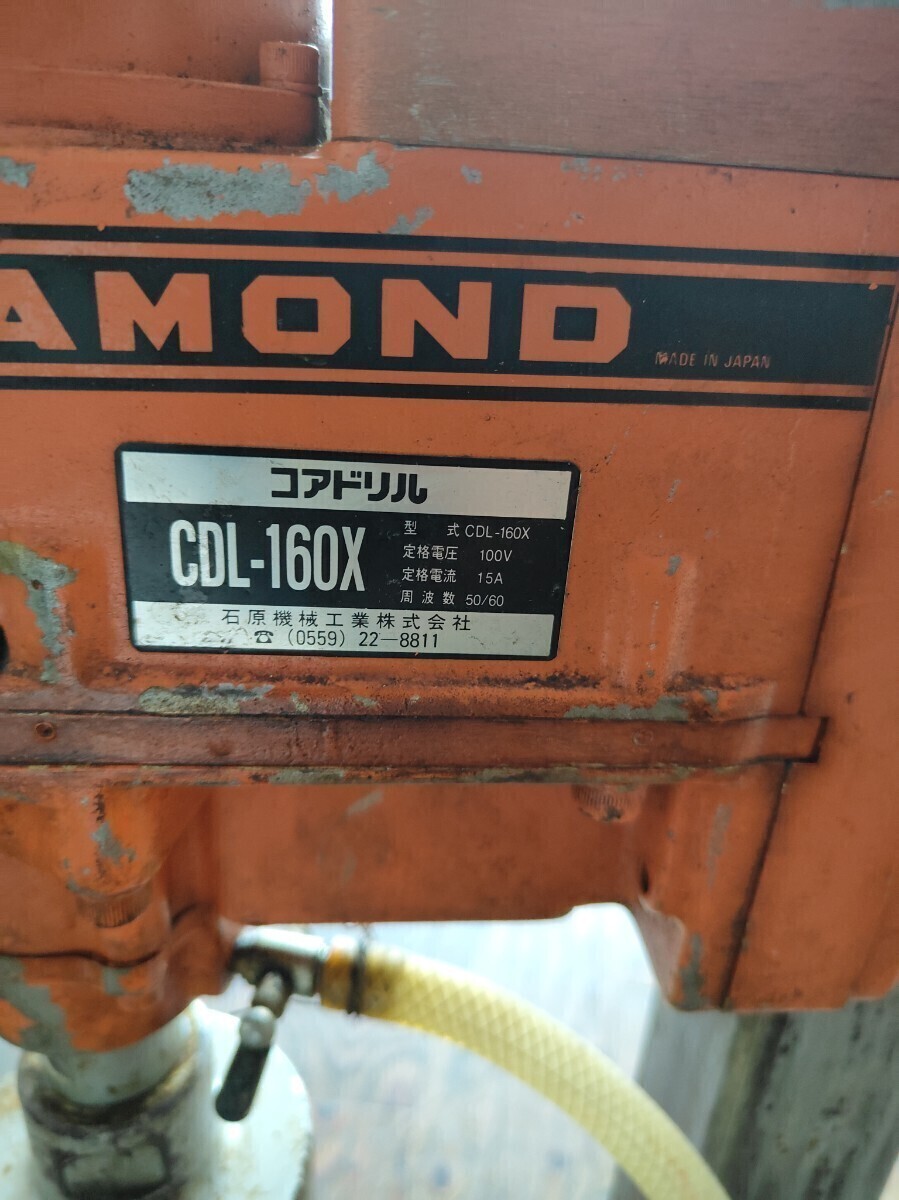 AMOND
MADE IN JAPAN
コアドリル
CDL-160X
型 式 CDL-160X
定格電圧 100V
定格電流 15A
周波数 50/60
石原機械工業株式会社
☎ (0559) 22-8811